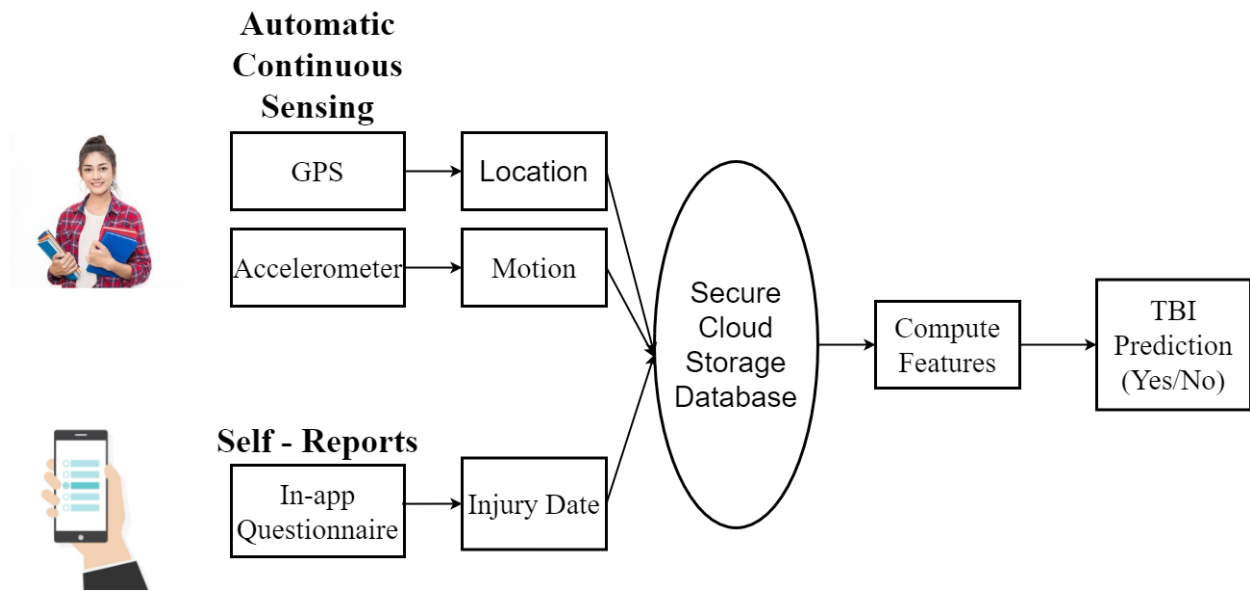 Automatic
Continuous
Sensing
GPS
Location
Accelerometer
Motion
Self - Reports
In-app
Questionnaire
Injury Date
Secure
Cloud
Storage
Database
Compute
Features
TBI
Prediction
(Yes/No)